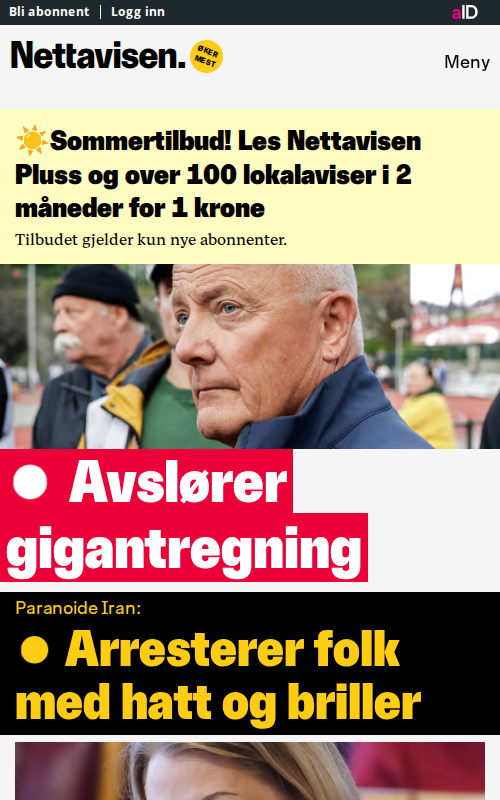 Bli abonnent | Logg inn
aID
Nettavisen.
ØKER
MEST
Meny
☀️Sommertilbud! Les Nettavisen
Pluss og over 100 lokalaviser i 2
måneder for 1 krone
Tilbudet gjelder kun nye abonnenter.
● Avslører
gigantregning
Paranoide Iran:
● Arresterer folk
med hatt og briller